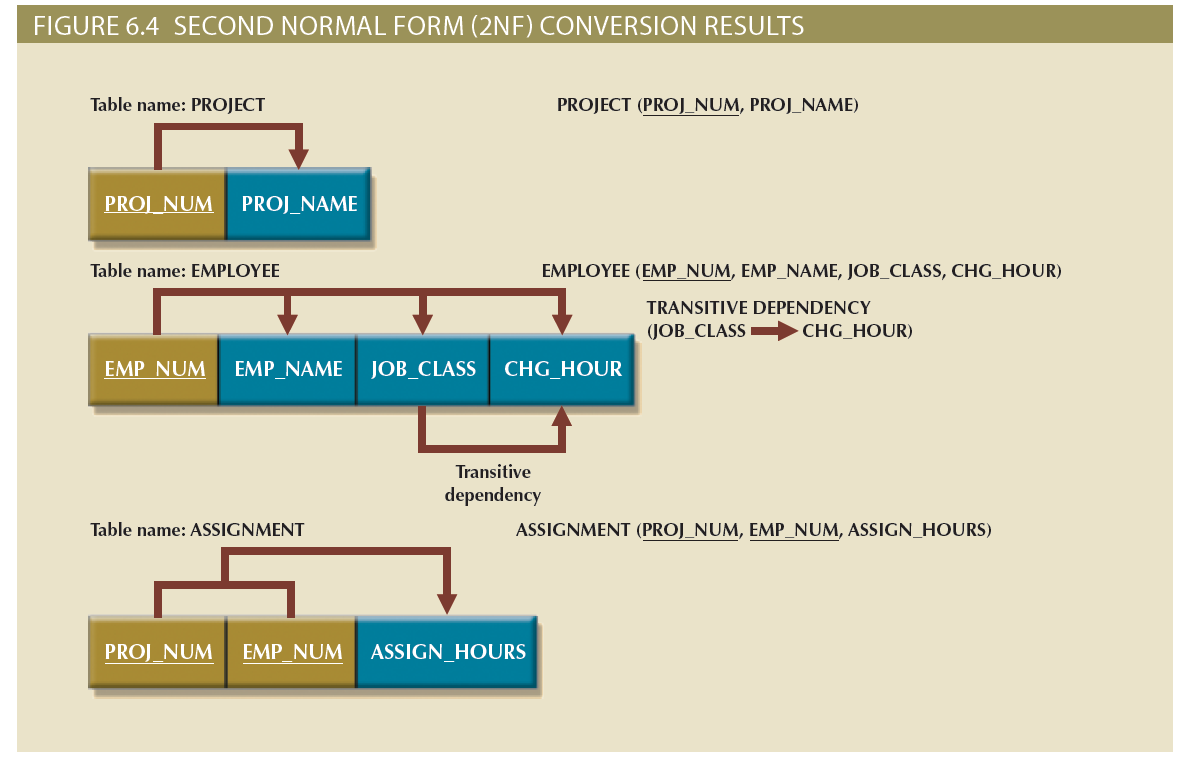 FIGURE 6.4 SECOND NORMAL FORM (2NF) CONVERSION RESULTS
Table name: PROJECT
PROJECT (PROJ_NUM, PROJ_NAME)
PROJ_NUM PROJ_NAME
Table name: EMPLOYEE
EMPLOYEE (EMP_NUM, EMP_NAME, JOB_CLASS, CHG_HOUR)
TRANSITIVE DEPENDENCY
(JOB_CLASS CHG_HOUR)
EMP_NUM EMP_NAME JOB_CLASS CHG_HOUR
Transitive
dependency
Table name: ASSIGNMENT
ASSIGNMENT (PROJ_NUM, EMP_NUM, ASSIGN_HOURS)
PROJ_NUM EMP_NUM ASSIGN_HOURS